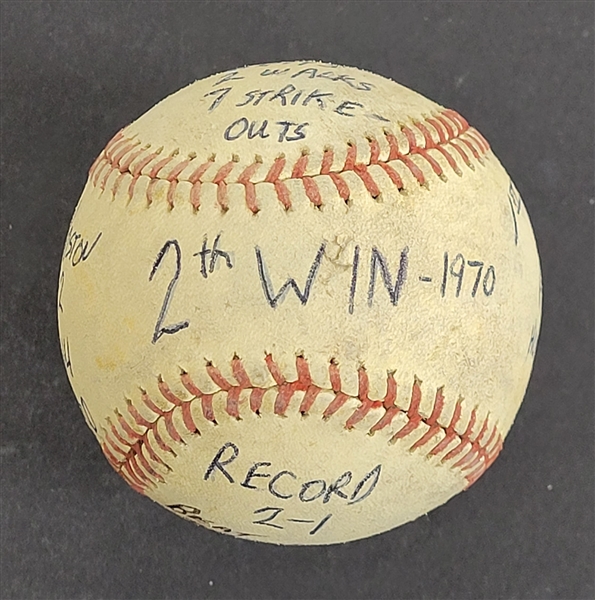 2 WALKS
7 STRIKE-
OUTS
2th WIN - 1970
RECORD
2-1